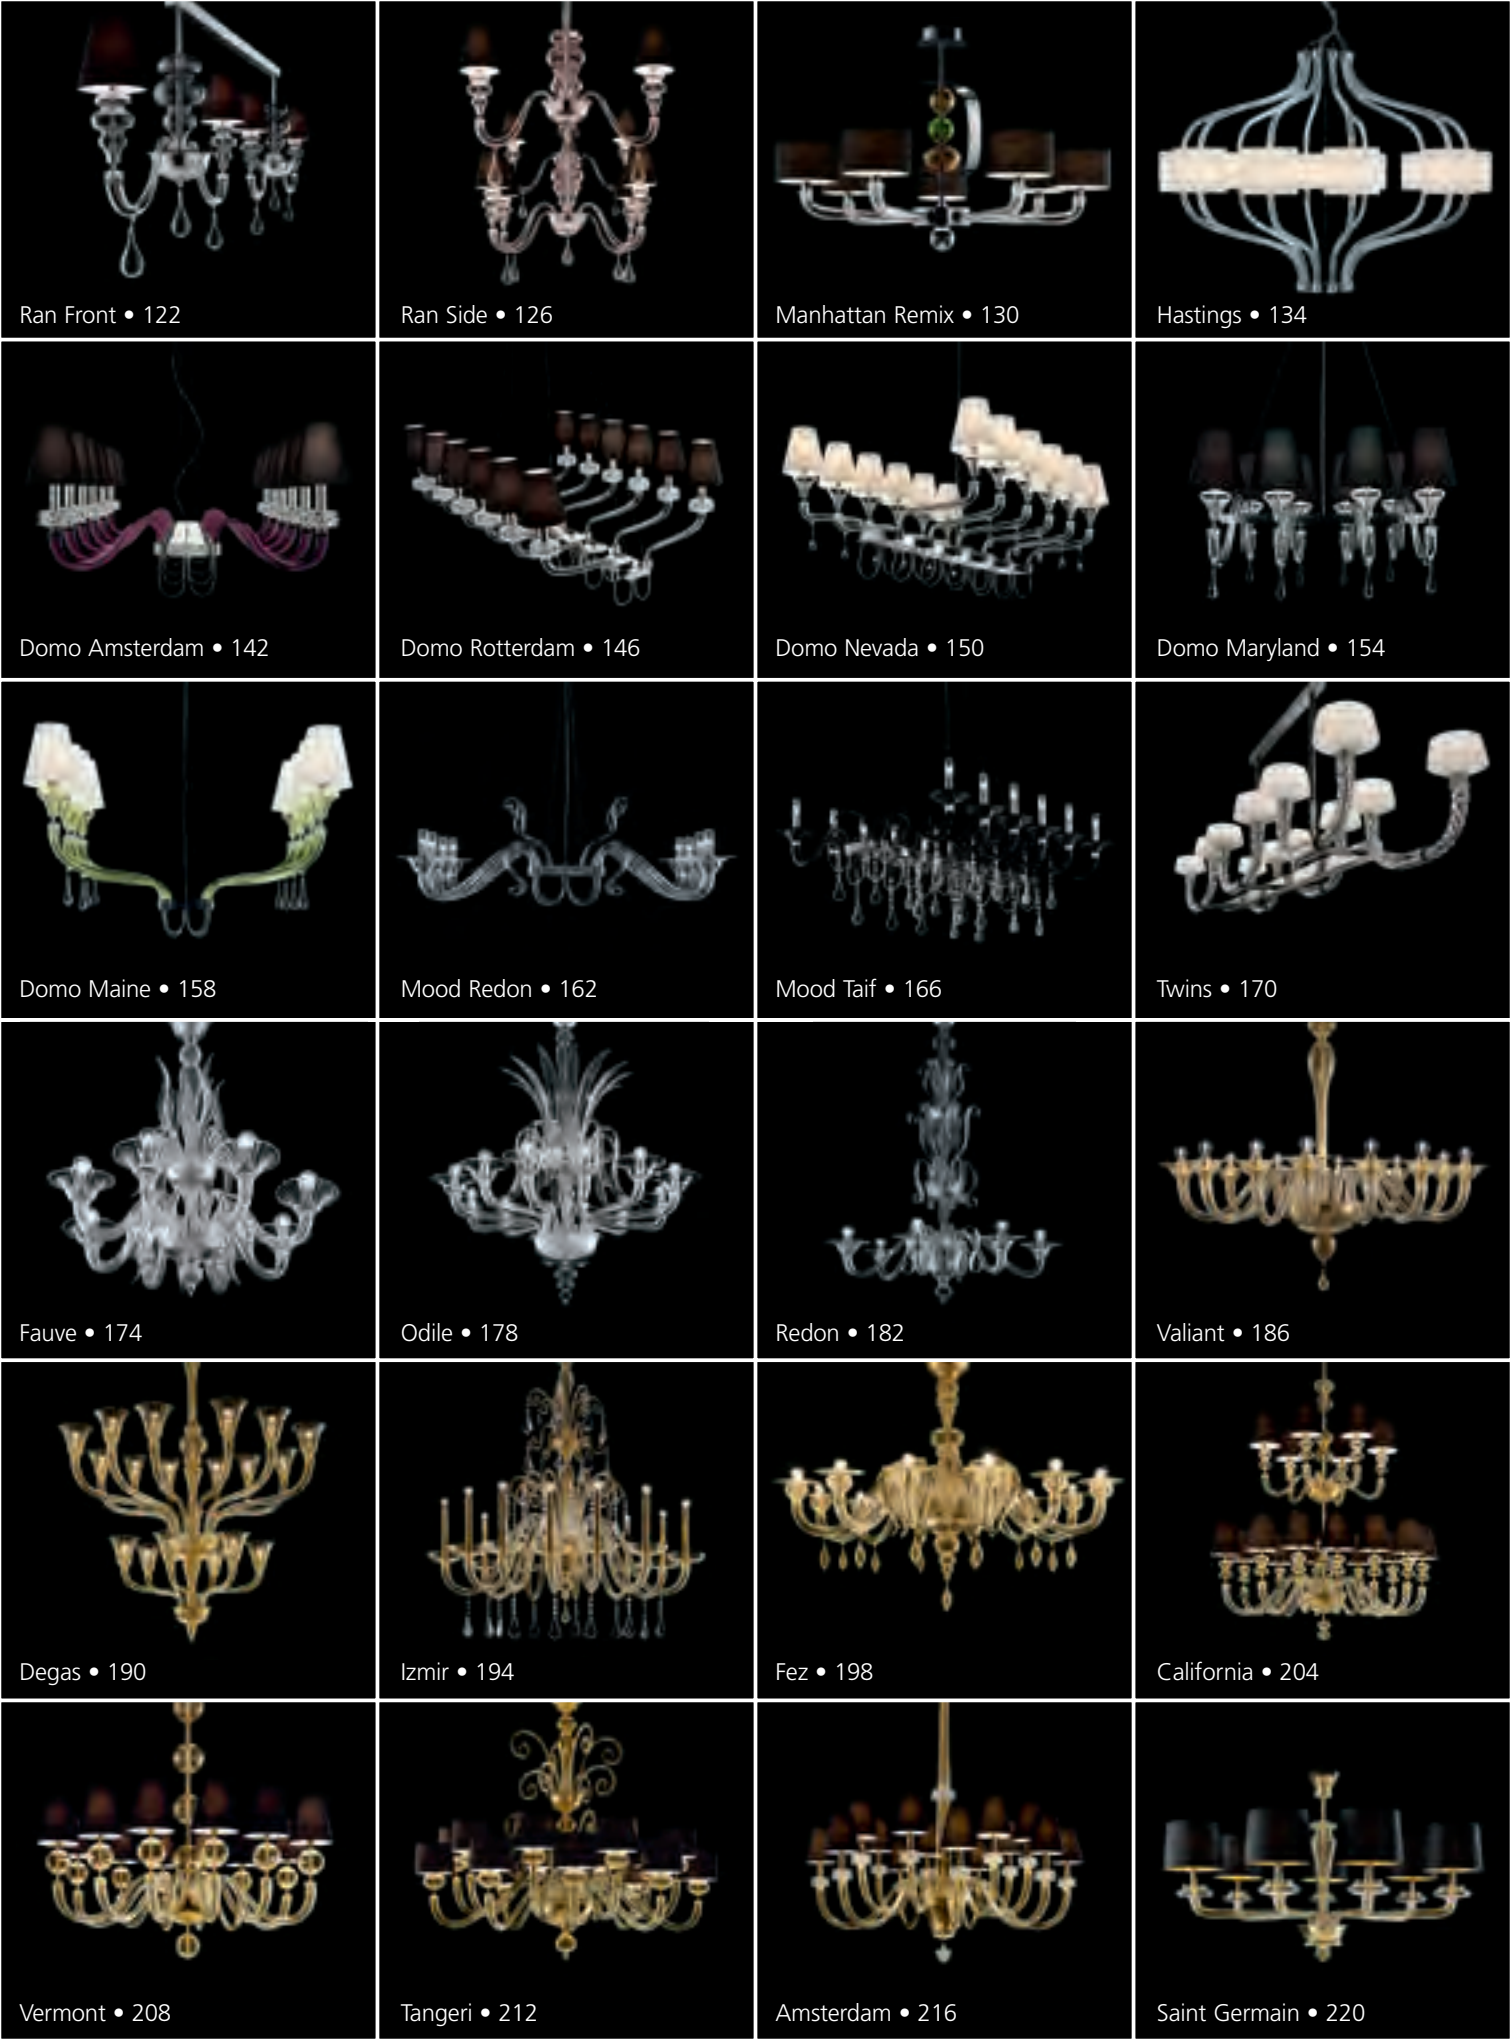 Ran Front • 122
Ran Side • 126
Manhattan Remix • 130
Hastings • 134
Domo Amsterdam • 142
Domo Rotterdam • 146
Domo Nevada • 150
Domo Maryland • 154
Domo Maine • 158
Mood Redon • 162
Mood Taif • 166
Twins • 170
Fauve • 174
Odile • 178
Redon • 182
Valiant • 186
Degas • 190
Izmir • 194
Fez • 198
California • 204
Vermont • 208
Tangeri • 212
Amsterdam • 216
Saint Germain • 220